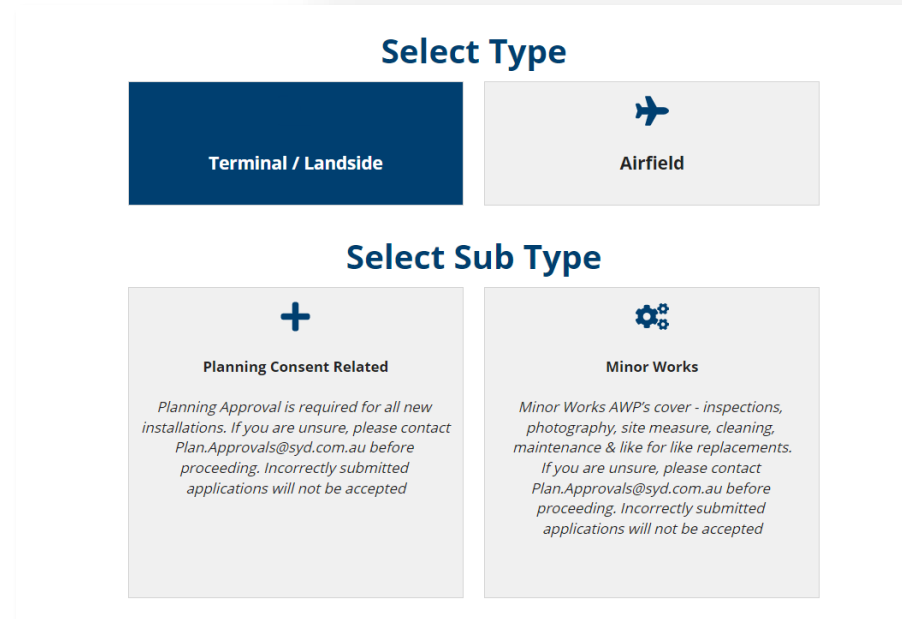 Select Type
Terminal / Landside
Airfield
Select Sub Type
Planning Consent Related
Planning Approval is required for all new
installations. If you are unsure, please contact
Plan.Approvals@syd.com.au before
proceeding. Incorrectly submitted
applications will not be accepted
Minor Works
Minor Works AWP's cover - inspections,
photography, site measure, cleaning,
maintenance & like for like replacements.
If you are unsure, please contact
Plan.Approvals@syd.com.au before
proceeding. Incorrectly submitted
applications will not be accepted